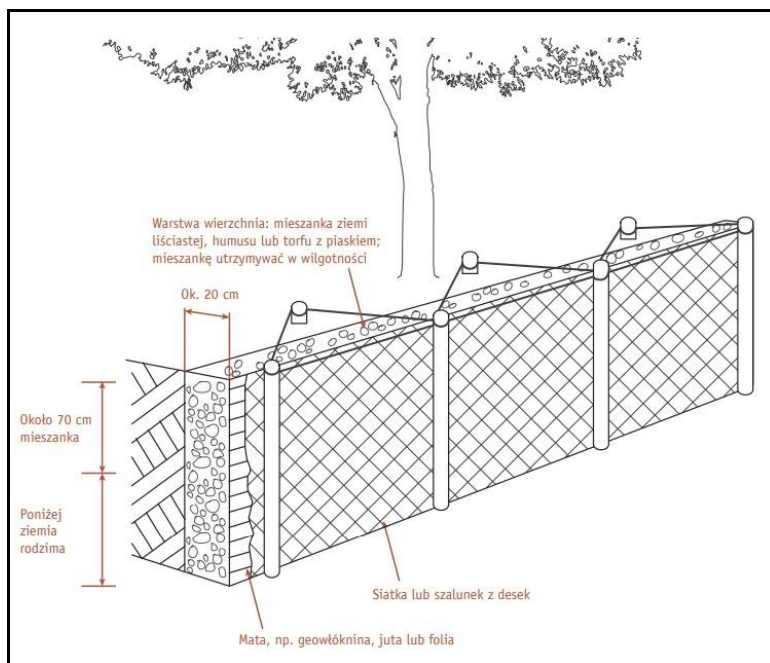 Warstwa wierzchnia: mieszanka ziemi
liściastej, humusu lub torfu z piaskiem;
mieszankę utrzymywać w wilgotności
Ok. 20 cm
Około 70 cm
mieszanka
Poniżej
ziemia
rodzima
Siatka lub szalunek z desek
Mata, np. geowłóknina, juta lub folia